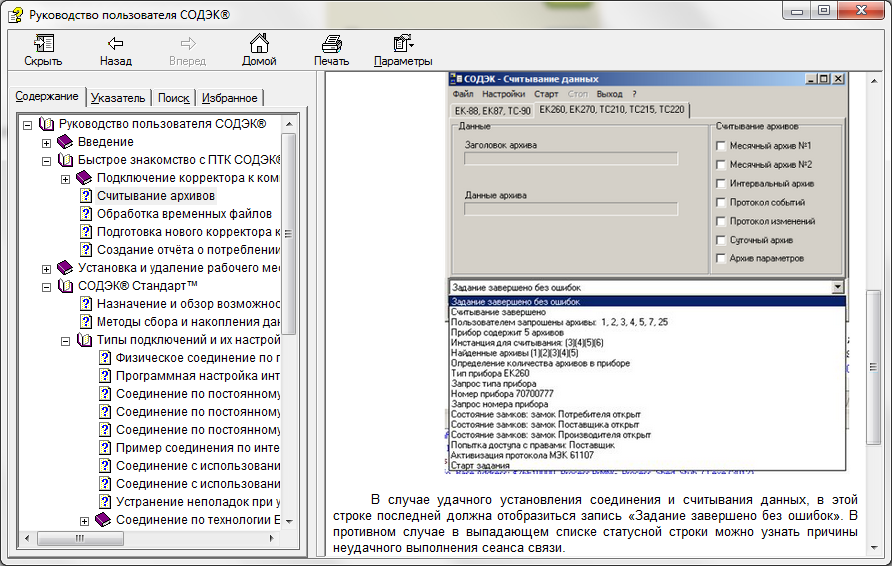 Руководство пользователя СОДЭК®
Скрыть
Назад
Вперед
Домой
Печать
Параметры
Содержание
Указатель
Поиск
Избранное
Руководство пользователя СОДЭК®
Введение
Быстрое знакомство с ПТК СОДЭК®
Подключение корректора к ком
Считывание архивов
Обработка временных файлов
Подготовка нового корректора к
Создание отчёта о потреблении
Установка и удаление рабочего ме
СОДЭК® Стандарт™
Назначение и обзор возможнос
Методы сбора и накопления да
Типы подключений и их настрой
Физическое соединение по г
Программная настройка инт
Соединение по постоянному
Соединение по постоянному
Соединение по постоянному
Пример соединения по инте
Соединение с использовани
Соединение с использовани
Устранение неполадок при у
Соединение по технологии E
СОДЭК - Считывание данных
Файл Настройки Старт Стоп Выход ?
ЕК-88, ЕК87, ТС-90
ЕК260, ЕК270, ТС210, ТС215, ТС220
Данные
Заголовок архива
Данные архива
Считывание архивов
Месячный архив №1
Месячный архив №2
Интервальный архив
Протокол событий
Протокол изменений
Суточный архив
Архив параметров
Задание завершено без ошибок
Задание завершено без ошибок
Считывание завершено
Пользователем запрошены архивы: 1, 2, 3, 4, 5, 7, 25
Прибор содержит 5 архивов
Инстанция для считывания: (3)(4)(5)(6)
Найденные архивы (1)(2)(3)(4)(5)
Определение количества архивов в приборе
Тип прибора ЕК260
Запрос типа прибора
Номер прибора 70700777
Запрос номера прибора
Состояние замков: замок Потребителя открыт
Состояние замков: замок Поставщика открыт
Состояние замков: замок Производителя открыт
Попытка доступа с правами: Поставщик
Активизация протокола МЭК 61107
Старт задания
В случае удачного установления соединения и считывания данных, в этой
строке последней должна отобразиться запись «Задание завершено без ошибок». В
противном случае в выпадающем списке статусной строки можно узнать причины
неудачного выполнения сеанса связи.